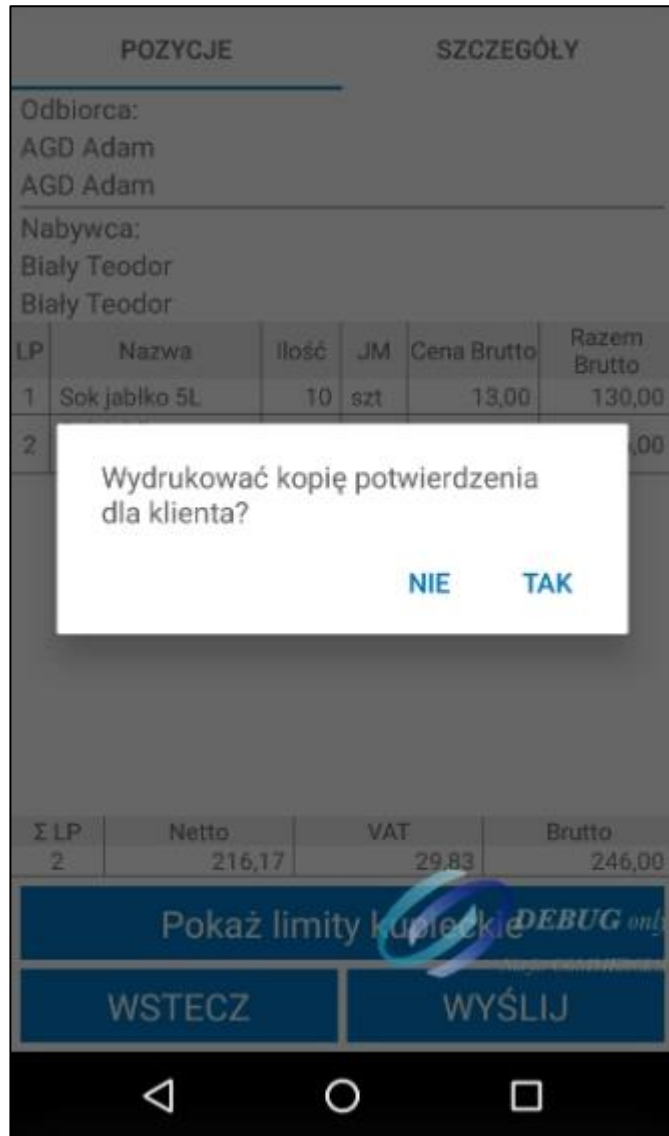 POZYCJE SZCZEGÓŁY
Odbiorca:
AGD Adam
AGD Adam
Nabywca:
Biały Teodor
Biały Teodor
LP Nazwa Ilość JM Cena Brutto Razem Brutto
1 Sok jabłko 5L 10 szt 13,00 130,00
2 ,00
Wydrukować kopię potwierdzenia
dla klienta?
NIE TAK
Σ LP Netto VAT Brutto
2 216,17 29,83 246,00
Pokaż limity kupieckie
DEBUG only
WSTECZ WYŚLIJ